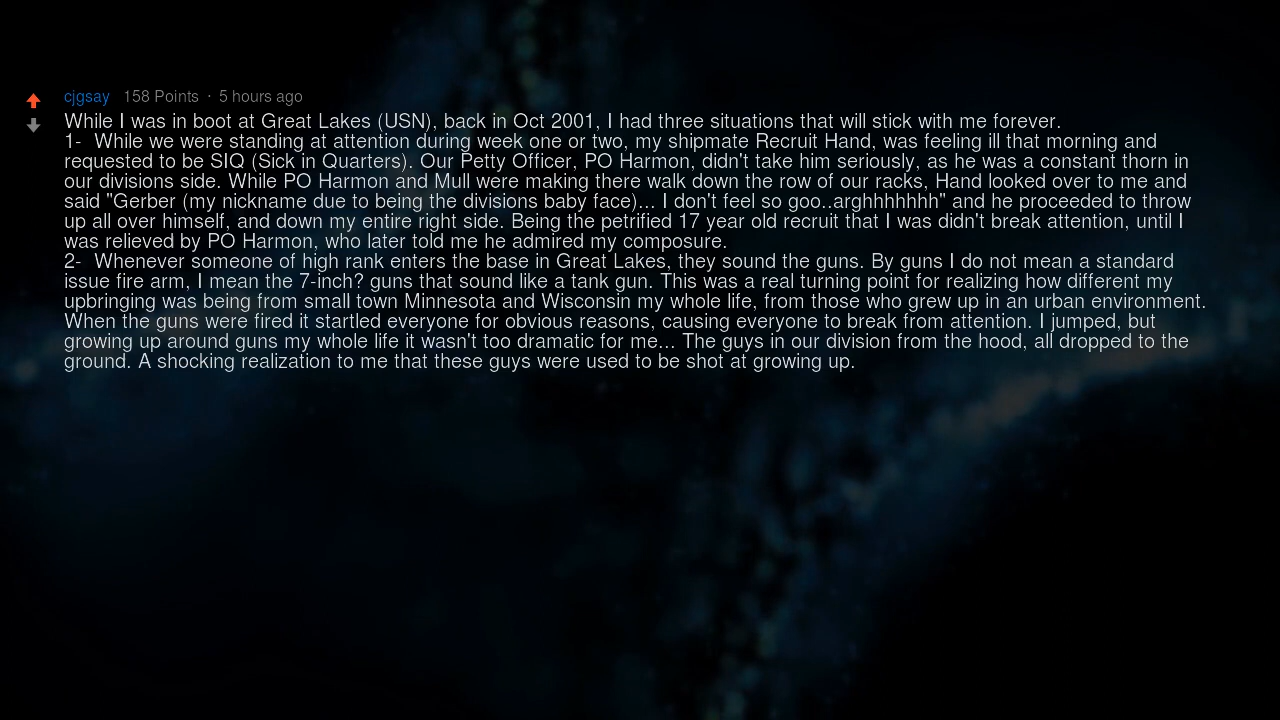 cjgsay 158 Points · 5 hours ago
While I was in boot at Great Lakes (USN), back in Oct 2001, I had three situations that will stick with me forever.
1- While we were standing at attention during week one or two, my shipmate Recruit Hand, was feeling ill that morning and
requested to be SIQ (Sick in Quarters). Our Petty Officer, PO Harmon, didn't take him seriously, as he was a constant thorn in
our divisions side. While PO Harmon and Mull were making there walk down the row of our racks, Hand looked over to me and
said "Gerber (my nickname due to being the divisions baby face)... I don't feel so goo..arghhhhhhh" and he proceeded to throw
up all over himself, and down my entire right side. Being the petrified 17 year old recruit that I was didn't break attention, until I
was relieved by PO Harmon, who later told me he admired my composure.
2- Whenever someone of high rank enters the base in Great Lakes, they sound the guns. By guns I do not mean a standard
issue fire arm, I mean the 7-inch? guns that sound like a tank gun. This was a real turning point for realizing how different my
upbringing was being from small town Minnesota and Wisconsin my whole life, from those who grew up in an urban environment.
When the guns were fired it startled everyone for obvious reasons, causing everyone to break from attention. I jumped, but
growing up around guns my whole life it wasn't too dramatic for me... The guys in our division from the hood, all dropped to the
ground. A shocking realization to me that these guys were used to be shot at growing up.